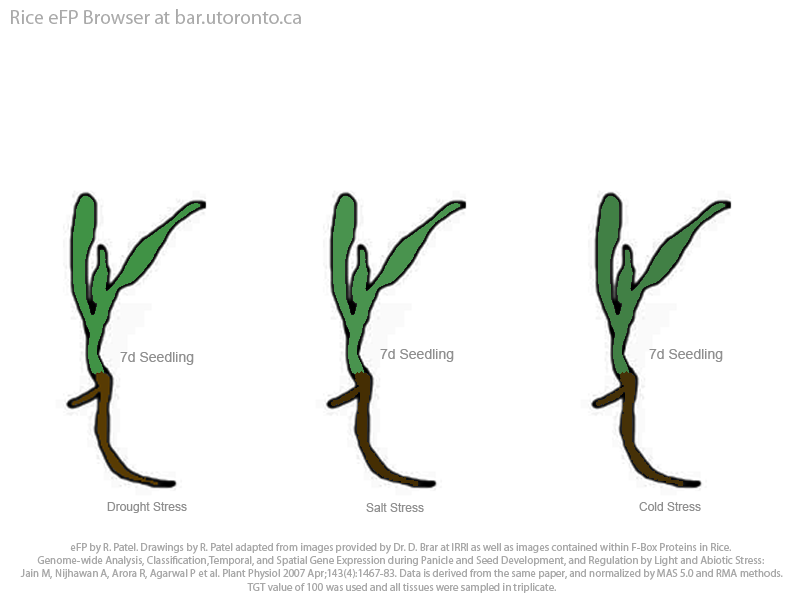 Rice eFP Browser at bar.utoronto.ca
7d Seedling
7d Seedling
7d Seedling
Drought Stress
Salt Stress
Cold Stress
eFP by R. Patel. Drawings by R. Patel adapted from images provided by Dr. D. Brar at IRRI as well as images contained within F-Box Proteins in Rice.
Genome-wide Analysis, Classification,Temporal, and Spatial Gene Expression during Panicle and Seed Development, and Regulation by Light and Abiotic Stress:
Jain M, Nijhawan A, Arora R, Agarwal P et al. Plant Physiol 2007 Apr;143(4):1467-83. Data is derived from the same paper, and normalized by MAS 5.0 and RMA methods.
TGT value of 100 was used and all tissues were sampled in triplicate.